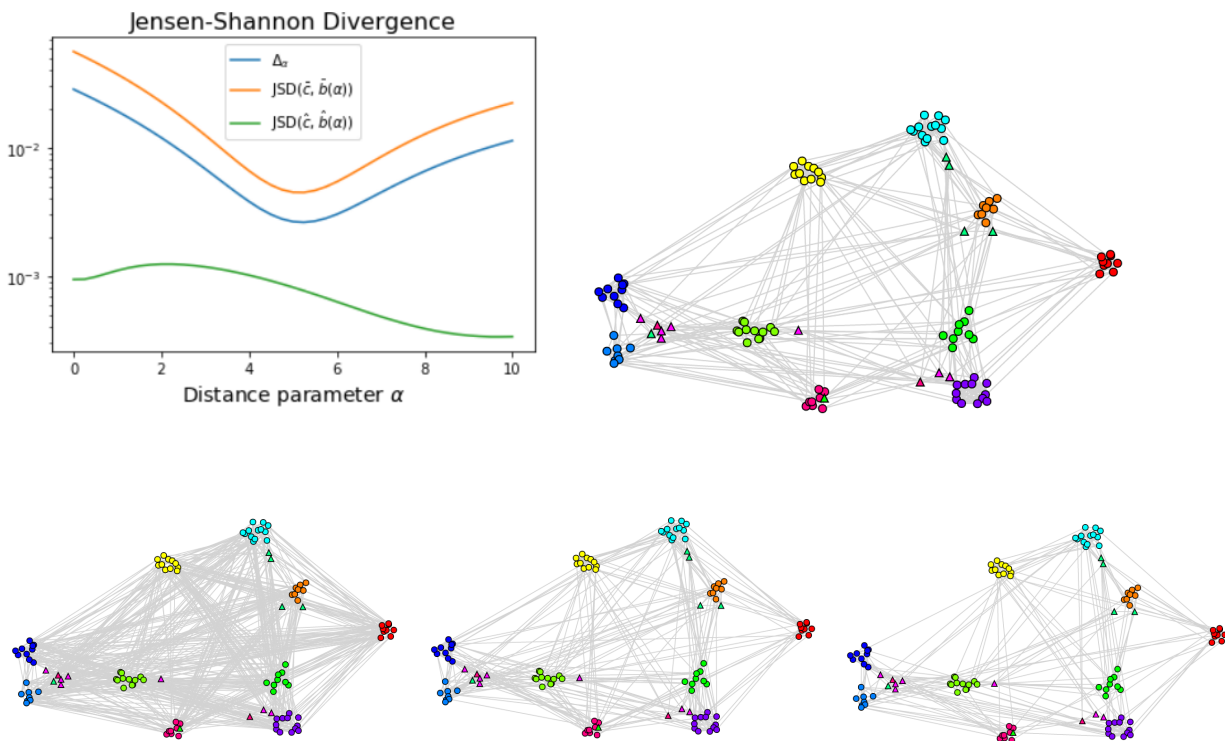 Jensen-Shannon Divergence
Δα
JSD(c̄, b̄(α))
JSD(ĉ, b̂(α))
10⁻²
10⁻³
0 2 4 6 8 10
Distance parameter α